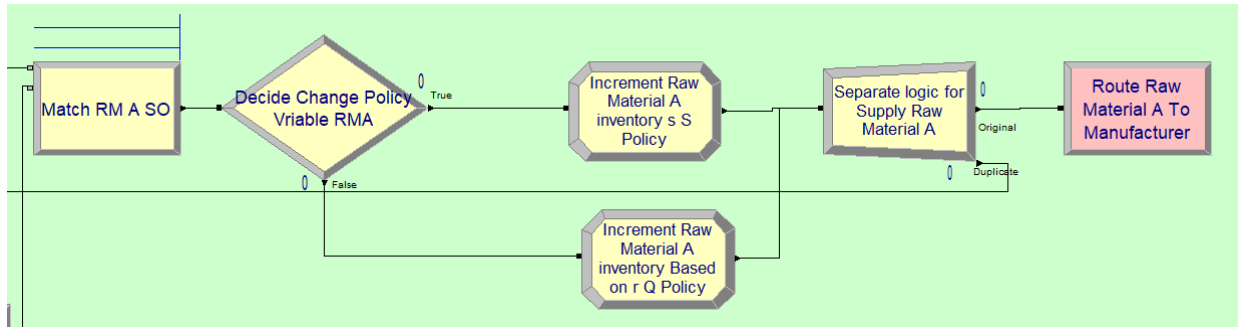 Match RM A SO
Decide Change Policy
Vriable RMA
0
True
0
False
Increment Raw
Material A
inventory s S
Policy
Increment Raw
Material A
inventory Based
on r Q Policy
Separate logic for
Supply Raw
Material A
0
Original
0
Duplicate
Route Raw
Material A To
Manufacturer